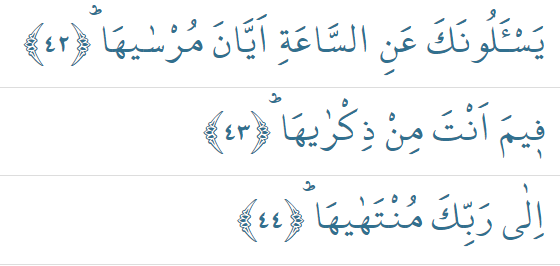 يَسْـَٔلُونَكَ عَنِ السَّاعَةِ اَيَّانَ مُرْسٰيهَاۜ ﴿٤٢﴾
ف۪يمَ اَنْتَ مِنْ ذِكْرٰيهَاۜ ﴿٤٣﴾
اِلٰى رَبِّكَ مُنْتَهٰيهَاۜ ﴿٤٤﴾